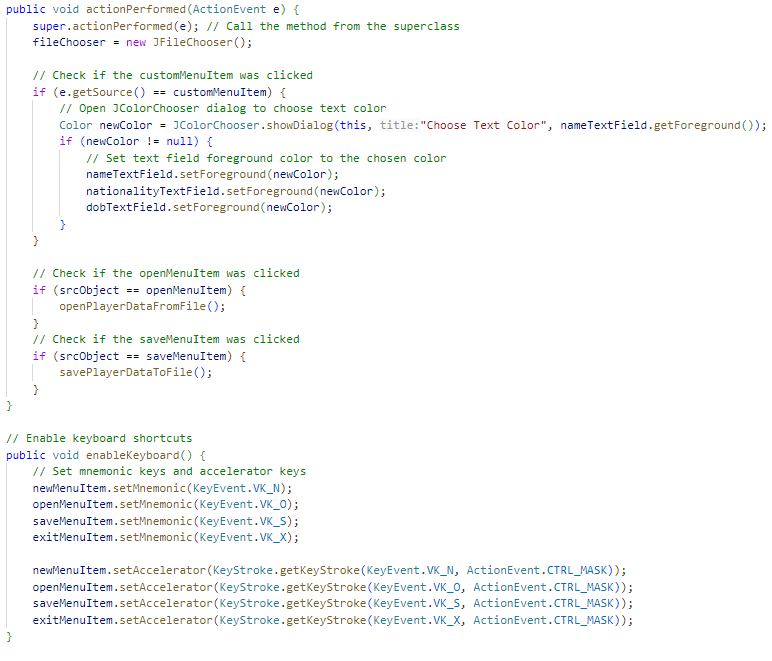 public void actionPerformed(ActionEvent e) {
    super.actionPerformed(e); // Call the method from the superclass
    fileChooser = new JFileChooser();

    // Check if the customMenuItem was clicked
    if (e.getSource() == customMenuItem) {
        // Open JColorChooser dialog to choose text color
        Color newColor = JColorChooser.showDialog(this, title:"Choose Text Color", nameTextField.getForeground());
        if (newColor != null) {
            // Set text field foreground color to the chosen color
            nameTextField.setForeground(newColor);
            nationalityTextField.setForeground(newColor);
            dobTextField.setForeground(newColor);
        }
    }

    // Check if the openMenuItem was clicked
    if (srcObject == openMenuItem) {
        openPlayerDataFromFile();
    }
    // Check if the saveMenuItem was clicked
    if (srcObject == saveMenuItem) {
        savePlayerDataToFile();
    }
}

// Enable keyboard shortcuts
public void enableKeyboard() {
    // Set mnemonic keys and accelerator keys
    newMenuItem.setMnemonic(KeyEvent.VK_N);
    openMenuItem.setMnemonic(KeyEvent.VK_O);
    saveMenuItem.setMnemonic(KeyEvent.VK_S);
    exitMenuItem.setMnemonic(KeyEvent.VK_X);

    newMenuItem.setAccelerator(KeyStroke.getKeyStroke(KeyEvent.VK_N, ActionEvent.CTRL_MASK));
    openMenuItem.setAccelerator(KeyStroke.getKeyStroke(KeyEvent.VK_O, ActionEvent.CTRL_MASK));
    saveMenuItem.setAccelerator(KeyStroke.getKeyStroke(KeyEvent.VK_S, ActionEvent.CTRL_MASK));
    exitMenuItem.setAccelerator(KeyStroke.getKeyStroke(KeyEvent.VK_X, ActionEvent.CTRL_MASK));
}